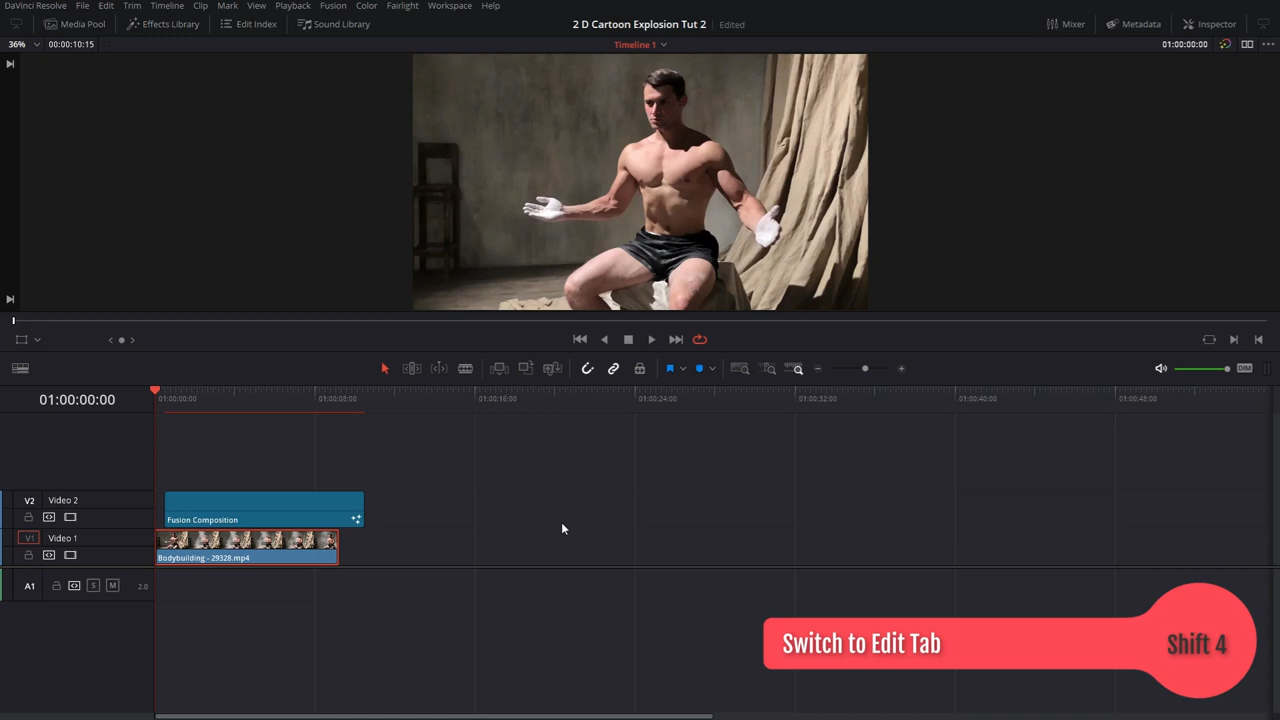 DaVinci Resolve File Edit Trim Timeline Clip Mark View Playback Fusion Color Fairlight Workspace Help
Media Pool Effects Library Edit Index Sound Library 2 D Cartoon Explosion Tut 2 Edited Mixer Metadata Inspector
36% 00:00:10:15 Timeline 1 01:00:00:00
DIM
01:00:00:00 01:00:00:00 01:00:08:00 01:00:16:00 01:00:24:00 01:00:32:00 01:00:40:00 01:00:48:00
V2 Video 2
Fusion Composition
V1 Video 1
Bodybuilding - 29328.mp4
A1 S M 2.0
Switch to Edit Tab Shift 4